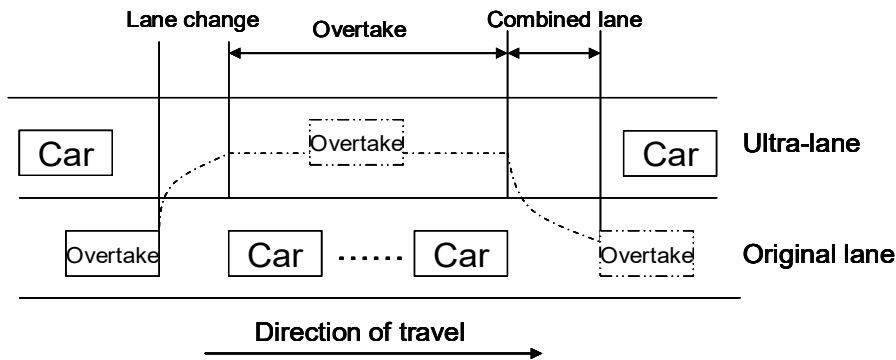 Lane change
Overtake
Combined lane
Car
Overtake
Car
Ultra-lane
Overtake
Car
Car
Overtake
Original lane
Direction of travel